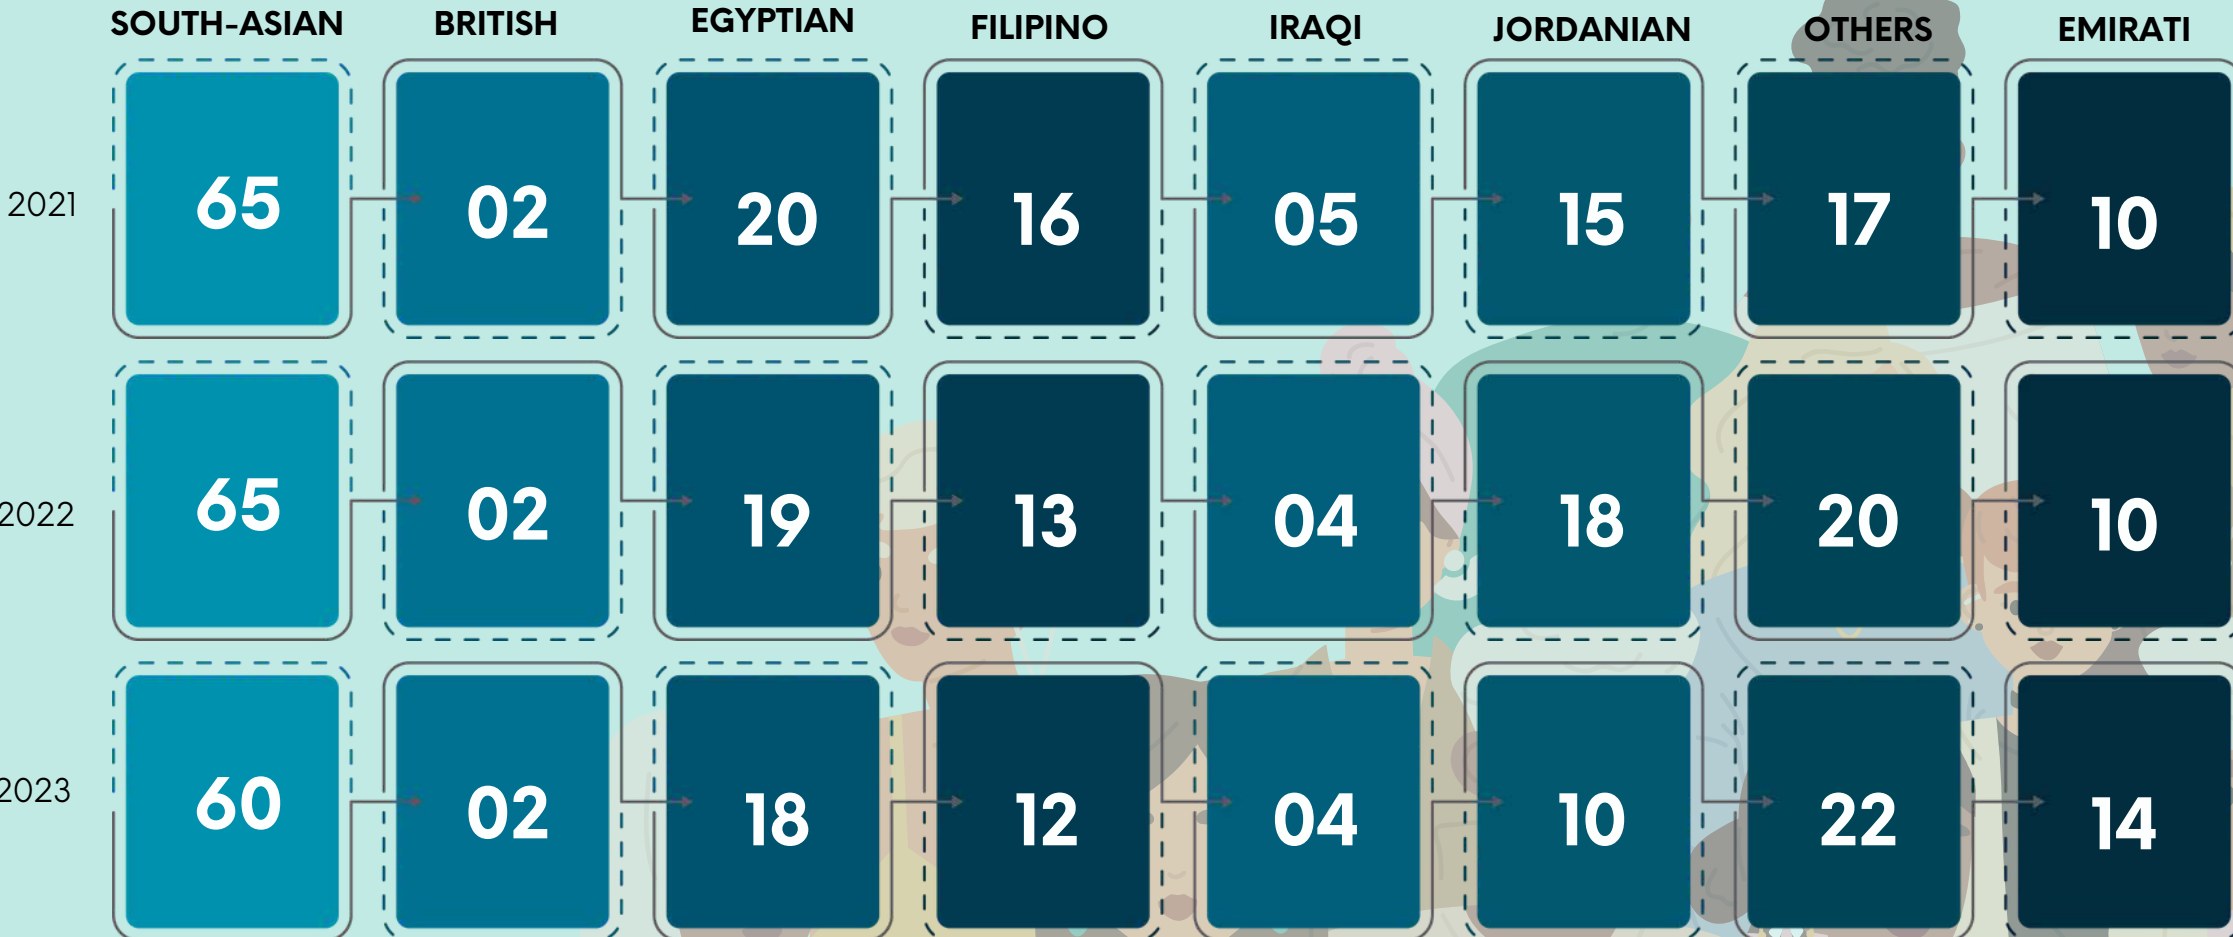 SOUTH-ASIAN BRITISH EGYPTIAN FILIPINO IRAQI JORDANIAN OTHERS EMIRATI
2021 65 02 20 16 05 15 17 10
2022 65 02 19 13 04 18 20 10
2023 60 02 18 12 04 10 22 14